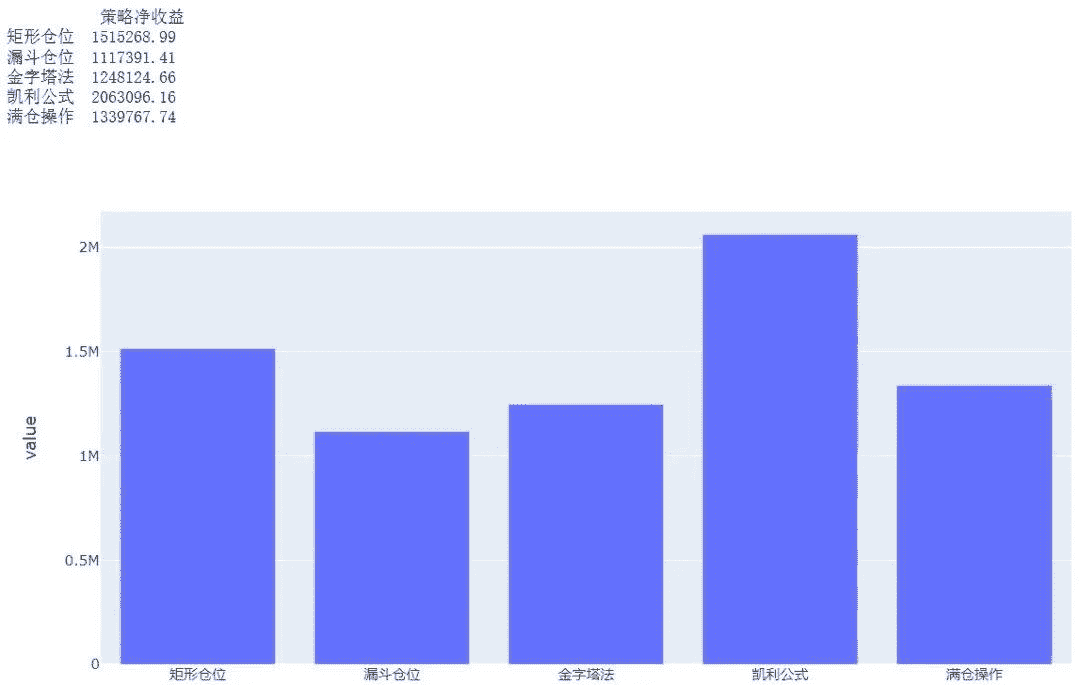 策略净收益
矩形仓位 1515268.99
漏斗仓位 1117391.41
金字塔法 1248124.66
凯利公式 2063096.16
满仓操作 1339767.74
2M
1.5M
1M
0.5M
0
value
矩形仓位 漏斗仓位 金字塔法 凯利公式 满仓操作